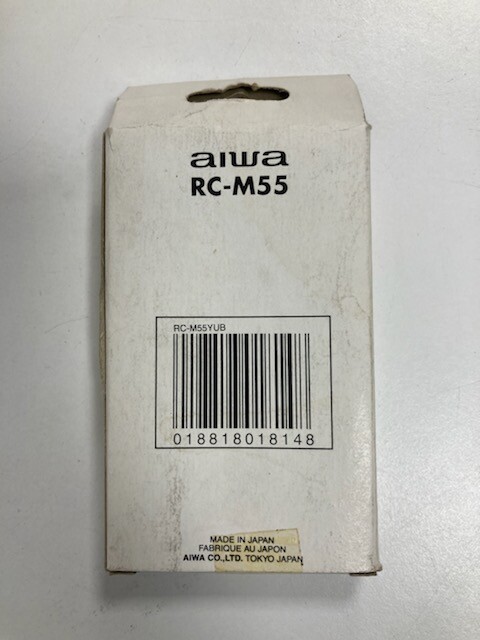 aiwa
RC-M55
RC-M55YUB
018818018148
MADE IN JAPAN
FABRIQUE AU JAPON
AIWA CO.,LTD. TOKYO JAPAN